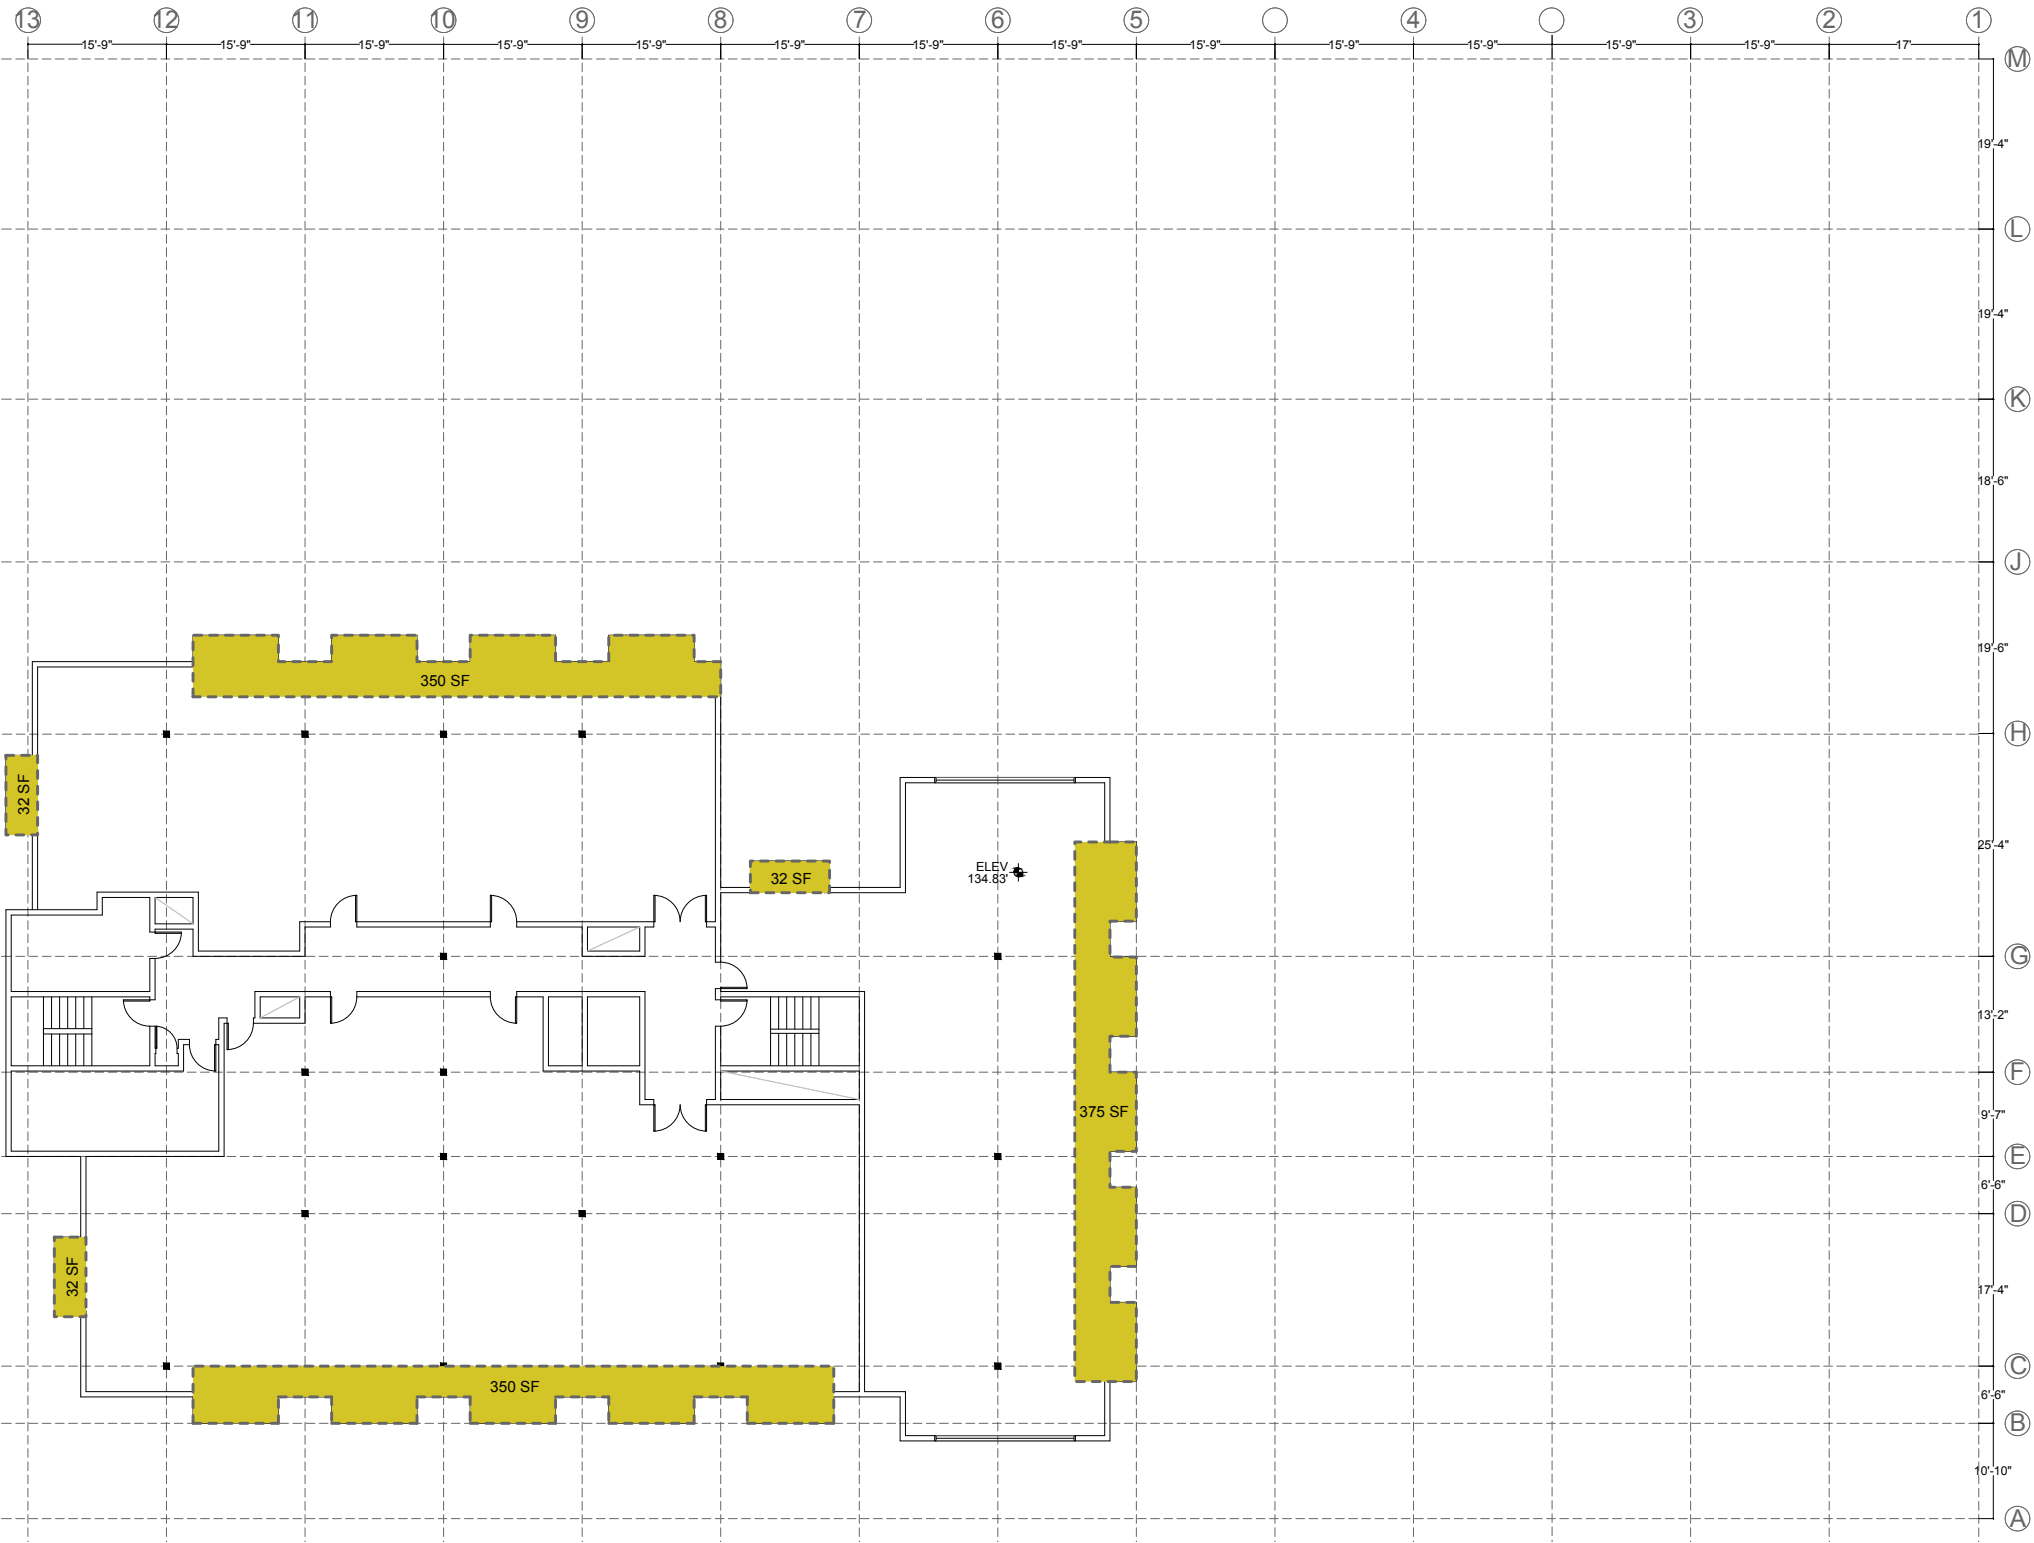 13 12 11 10 9 8 7 6 5 4 3 2 1
15'-9" 15'-9" 15'-9" 15'-9" 15'-9" 15'-9" 15'-9" 15'-9" 15'-9" 15'-9" 15'-9" 15'-9" 15'-9" 17'
M
19'-4"
L
19'-4"
K
18'-6"
J
19'-6"
350 SF
H
32 SF
25'-4"
ELEV
134.83'
32 SF
G
13'-2"
F
375 SF
9'-7"
E
6'-6"
D
32 SF
17'-4"
C
350 SF
6'-6"
B
10'-10"
A